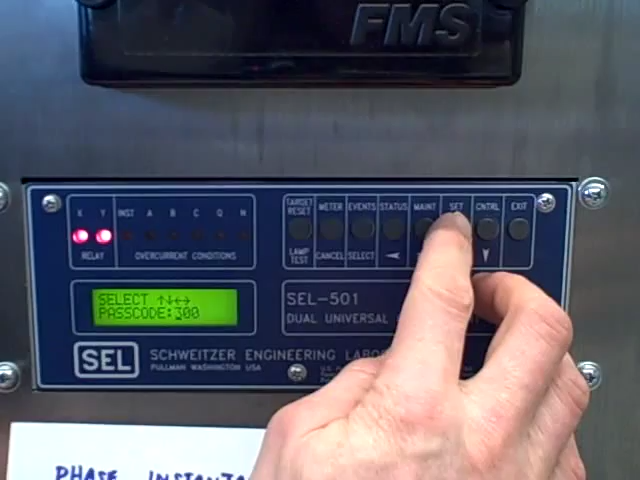 FMS
TARGET RESET METER EVENTS STATUS MAINT SET CNTRL EXIT
X Y INST A B C Q N
RELAY OVERCURRENT CONDITIONS
LAMP TEST CANCEL SELECT
SELECT ↑↓↔
PASSCODE:300
SEL-501
DUAL UNIVERSAL
SEL SCHWEITZER ENGINEERING LABOR
PULLMAN WASHINGTON USA
PHASE